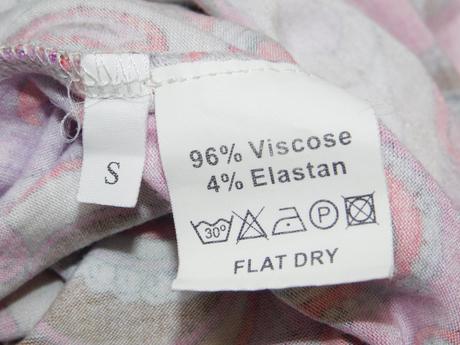 S
96% Viscose
4% Elastan
30°
P
FLAT DRY